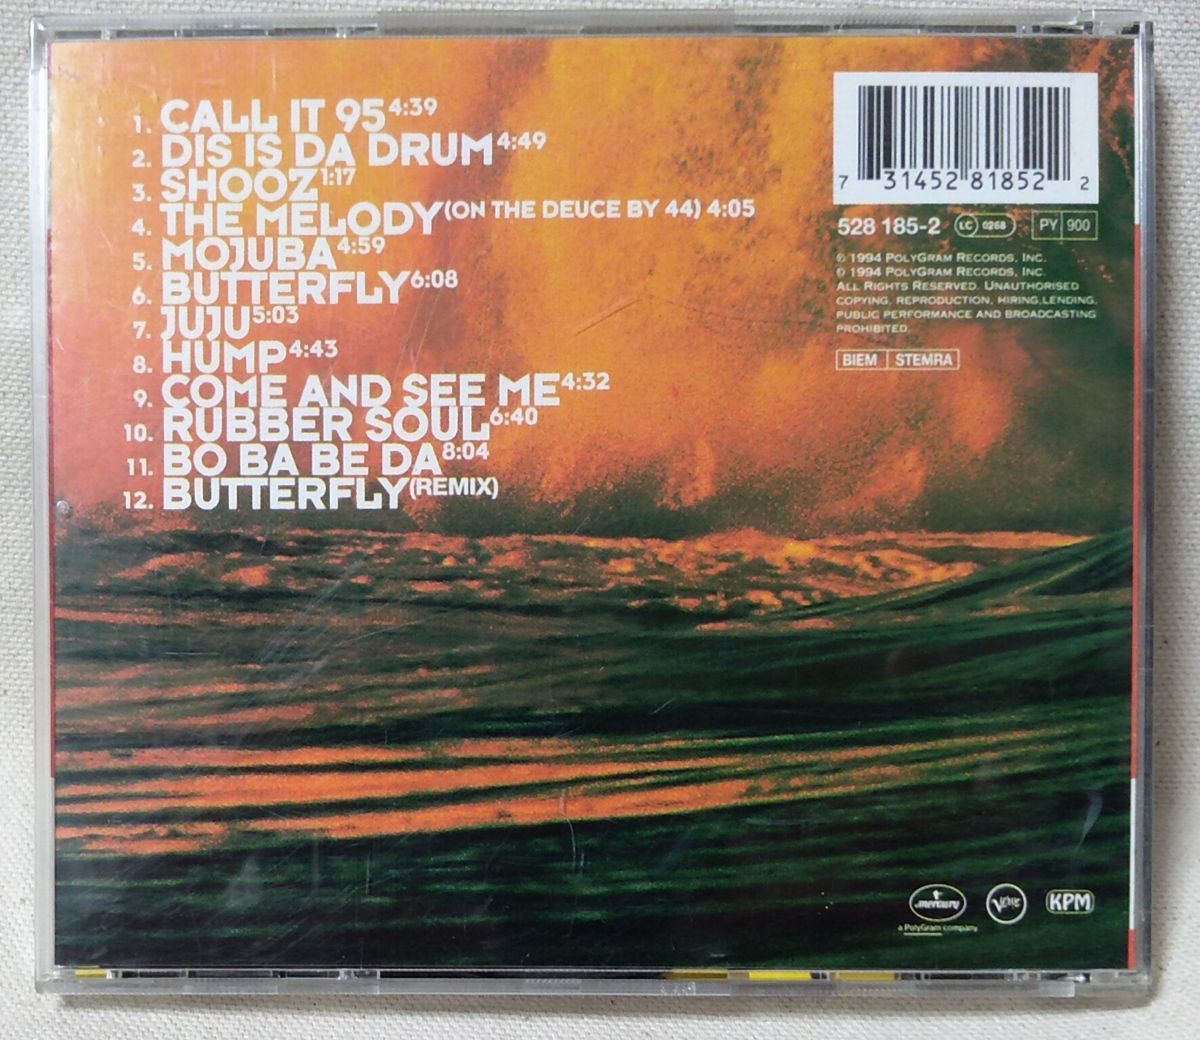 1. CALL IT 95 4:39
2. DIS IS DA DRUM 4:49
3. SHOOZ 1:17
4. THE MELODY (ON THE DEUCE BY 44) 4:05
5. MOJUBA 4:59
6. BUTTERFLY 6:08
7. JUJU 5:03
8. HUMP 4:43
9. COME AND SEE ME 4:32
10. RUBBER SOUL 6:40
11. BO BA BE DA 8:04
12. BUTTERFLY (REMIX)
7 31452 81852 2
528 185-2 LC 0268 PY 900
℗ 1994 POLYGRAM RECORDS, INC.
© 1994 POLYGRAM RECORDS, INC.
ALL RIGHTS RESERVED. UNAUTHORISED
COPYING, REPRODUCTION, HIRING, LENDING,
PUBLIC PERFORMANCE AND BROADCASTING
PROHIBITED.
BIEM STEMRA
mercury Verve KPM
a PolyGram company